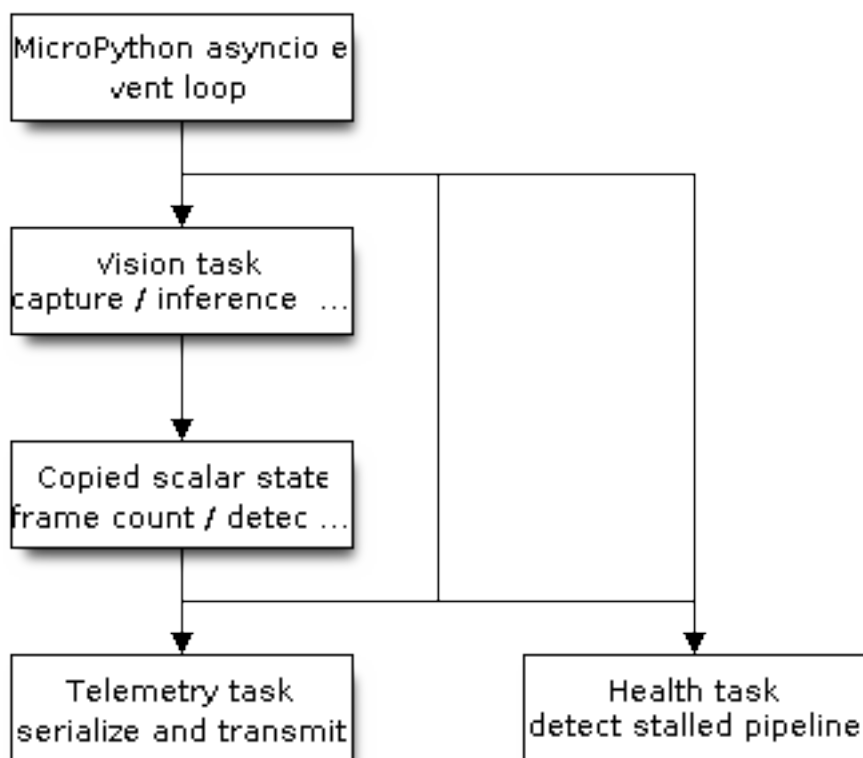 MicroPython asyncio e
vent loop
Vision task
capture / inference ...
Copied scalar state
frame count / detec ...
Telemetry task
serialize and transmit
Health task
detect stalled pipeline